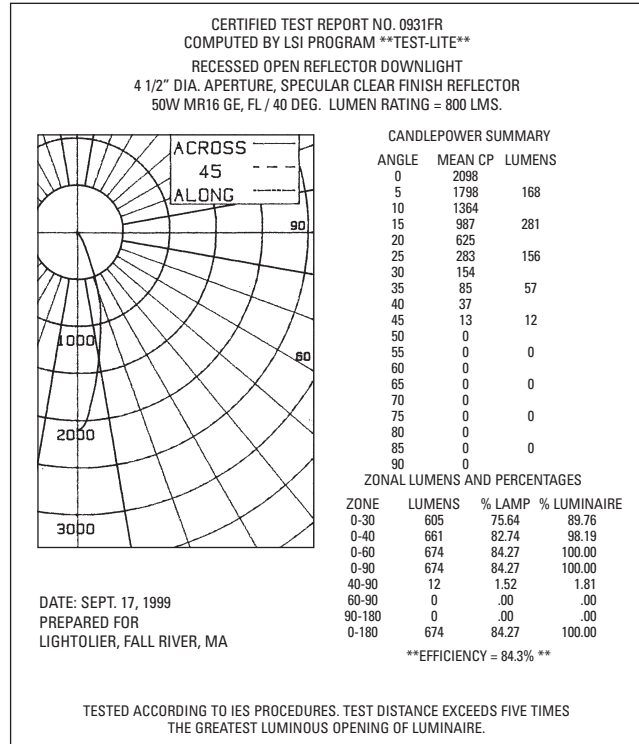 CERTIFIED TEST REPORT NO. 0931FR
COMPUTED BY LSI PROGRAM **TEST-LITE**
RECESSED OPEN REFLECTOR DOWNLIGHT
4 1/2" DIA. APERTURE, SPECULAR CLEAR FINISH REFLECTOR
50W MR16 GE, FL / 40 DEG. LUMEN RATING = 800 LMS.
ACROSS
45
ALONG
90
60
1000
2000
3000
CANDLEPOWER SUMMARY
ANGLE MEAN CP LUMENS
0 2098
5 1798 168
10 1364
15 987 281
20 625
25 283 156
30 154
35 85 57
40 37
45 13 12
50 0
55 0 0
60 0
65 0 0
70 0
75 0 0
80 0
85 0 0
90 0
ZONAL LUMENS AND PERCENTAGES
ZONE LUMENS % LAMP % LUMINAIRE
0-30 605 75.64 89.76
0-40 661 82.74 98.19
0-60 674 84.27 100.00
0-90 674 84.27 100.00
40-90 12 1.52 1.81
60-90 0 .00 .00
90-180 0 .00 .00
0-180 674 84.27 100.00
**EFFICIENCY = 84.3% **
DATE: SEPT. 17, 1999
PREPARED FOR
LIGHTOLIER, FALL RIVER, MA
TESTED ACCORDING TO IES PROCEDURES. TEST DISTANCE EXCEEDS FIVE TIMES
THE GREATEST LUMINOUS OPENING OF LUMINAIRE.